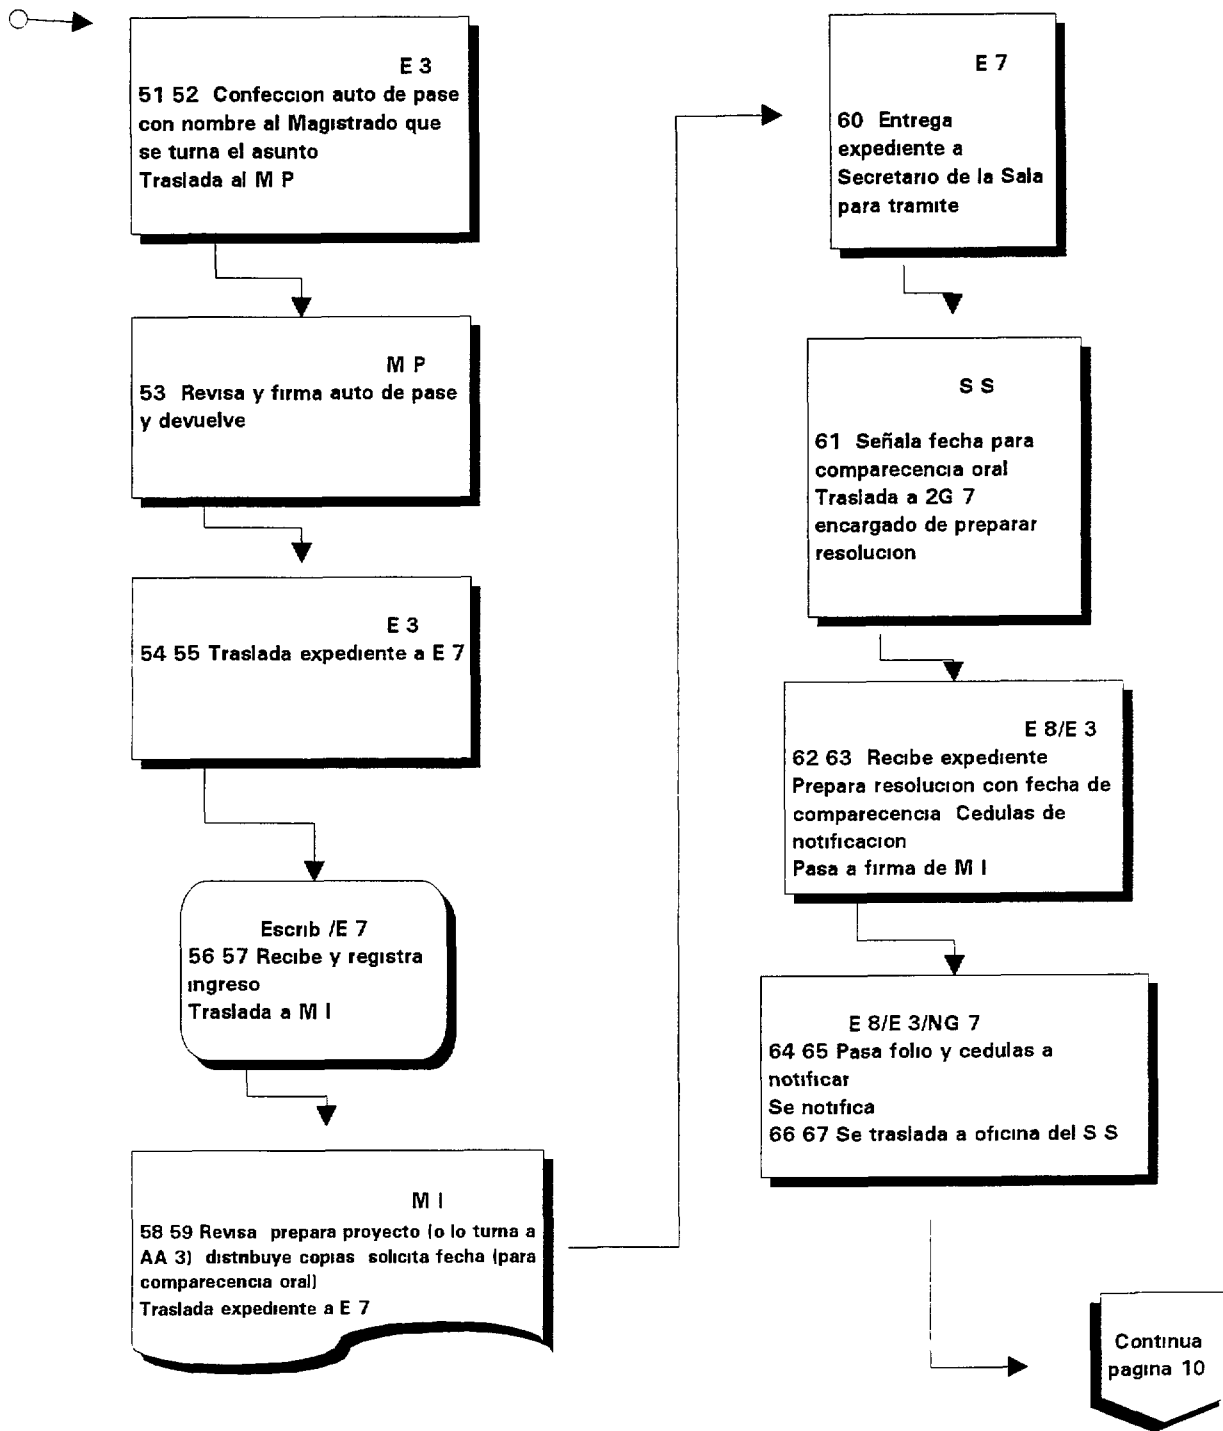 E 3
51 52 Confeccion auto de pase
con nombre al Magistrado que
se turna el asunto
Traslada al M P
M P
53 Revisa y firma auto de pase
y devuelve
E 3
54 55 Traslada expediente a E 7
Escrib /E 7
56 57 Recibe y registra
ingreso
Traslada a M I
M I
58 59 Revisa prepara proyecto (o lo turna a
AA 3) distribuye copias solicita fecha (para
comparecencia oral)
Traslada expediente a E 7
E 7
60 Entrega
expediente a
Secretario de la Sala
para tramite
S S
61 Señala fecha para
comparecencia oral
Traslada a 2G 7
encargado de preparar
resolucion
E 8/E 3
62 63 Recibe expediente
Prepara resolucion con fecha de
comparecencia Cedulas de
notificacion
Pasa a firma de M I
E 8/E 3/NG 7
64 65 Pasa folio y cedulas a
notificar
Se notifica
66 67 Se traslada a oficina del S S
Continua
pagina 10